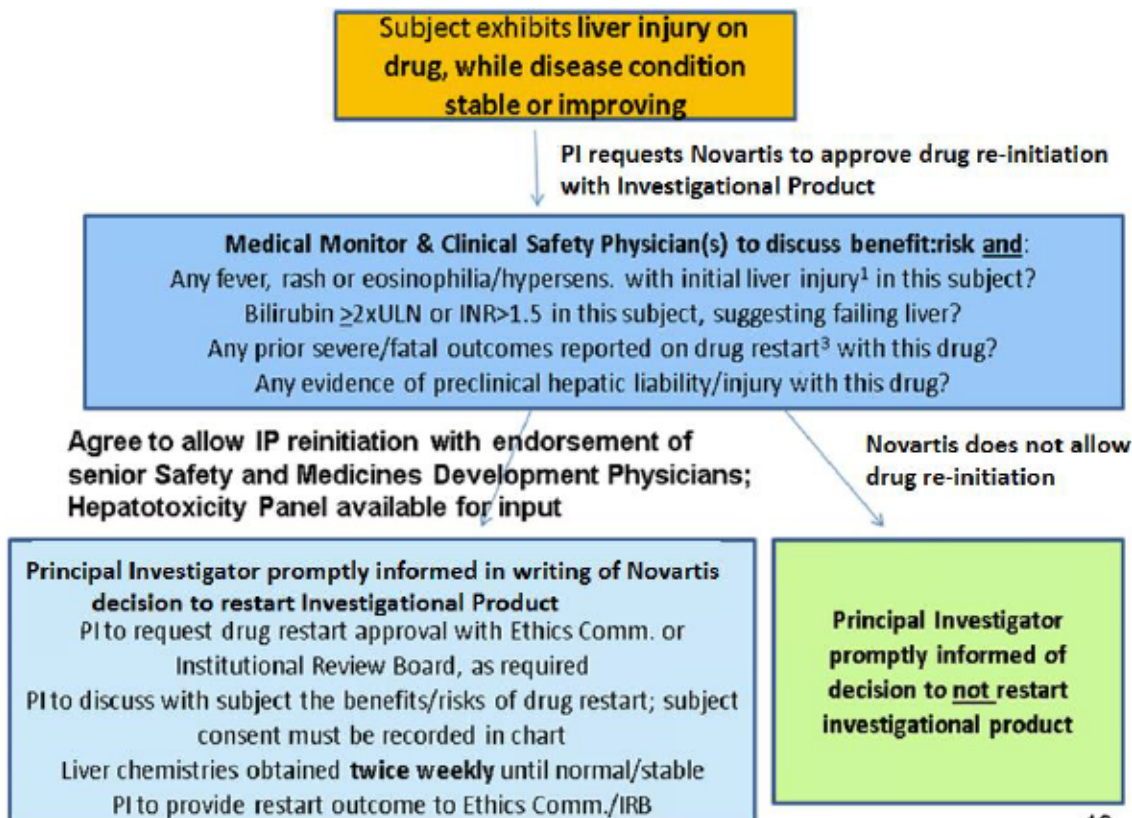 Subject exhibits liver injury on
drug, while disease condition
stable or improving
PI requests Novartis to approve drug re-initiation
with Investigational Product
Medical Monitor & Clinical Safety Physician(s) to discuss benefit:risk and:
Any fever, rash or eosinophilia/hypersens. with initial liver injury¹ in this subject?
Bilirubin ≥2xULN or INR>1.5 in this subject, suggesting failing liver?
Any prior severe/fatal outcomes reported on drug restart³ with this drug?
Any evidence of preclinical hepatic liability/injury with this drug?
Agree to allow IP reinitiation with endorsement of
senior Safety and Medicines Development Physicians;
Hepatotoxicity Panel available for input
Novartis does not allow
drug re-initiation
Principal Investigator promptly informed in writing of Novartis
decision to restart Investigational Product
PI to request drug restart approval with Ethics Comm. or
Institutional Review Board, as required
PI to discuss with subject the benefits/risks of drug restart; subject
consent must be recorded in chart
Liver chemistries obtained twice weekly until normal/stable
PI to provide restart outcome to Ethics Comm./IRB
Principal Investigator
promptly informed of
decision to not restart
investigational product